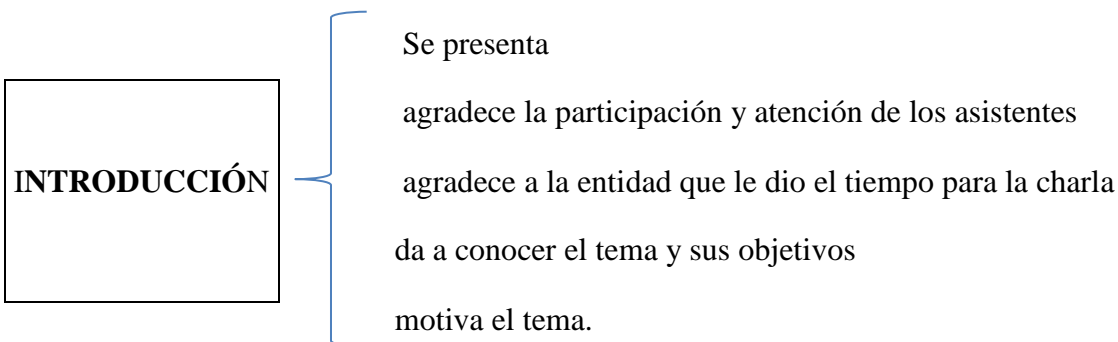 INTRODUCCIÓN
Se presenta
agradece la participación y atención de los asistentes
agradece a la entidad que le dio el tiempo para la charla
da a conocer el tema y sus objetivos
motiva el tema.